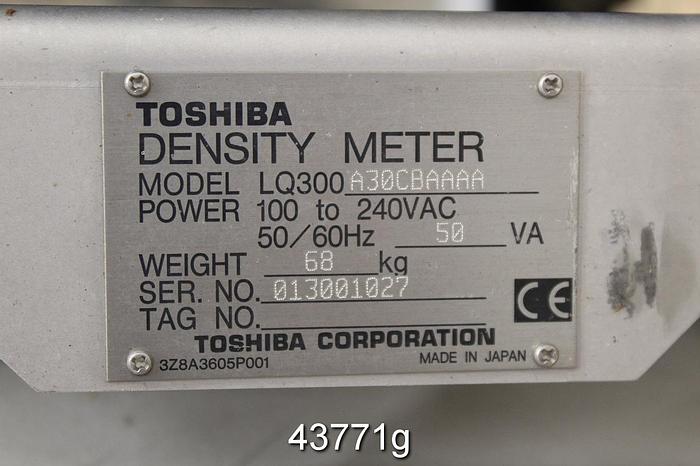 TOSHIBA
DENSITY METER
MODEL LQ300 A30CBAAAA
POWER 100 to 240VAC
50/60Hz 50 VA
WEIGHT 68 kg
SER. NO. 013001027
TAG NO.
CE
TOSHIBA CORPORATION
3Z8A3605P001 MADE IN JAPAN
43771g